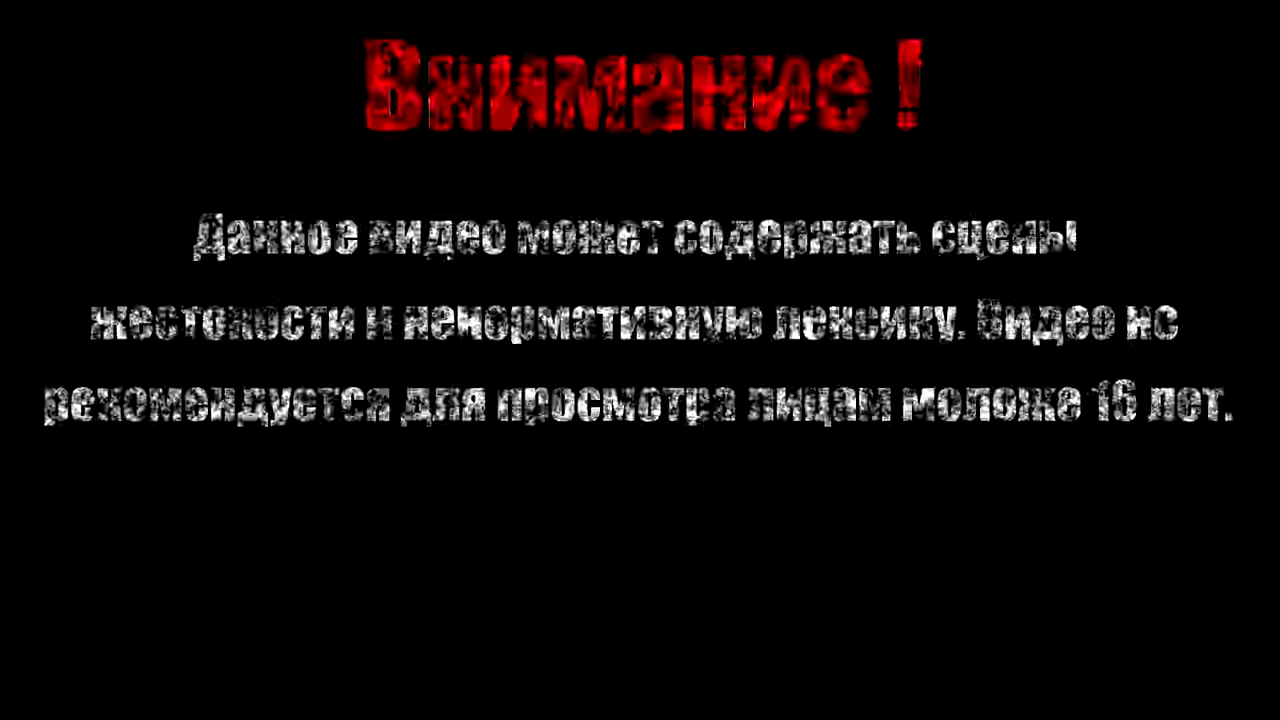 Внимание !
Данное видео может содержать сцены
жестокости и ненормативную лексику. Видео не
рекомендуется для просмотра лицам моложе 16 лет.